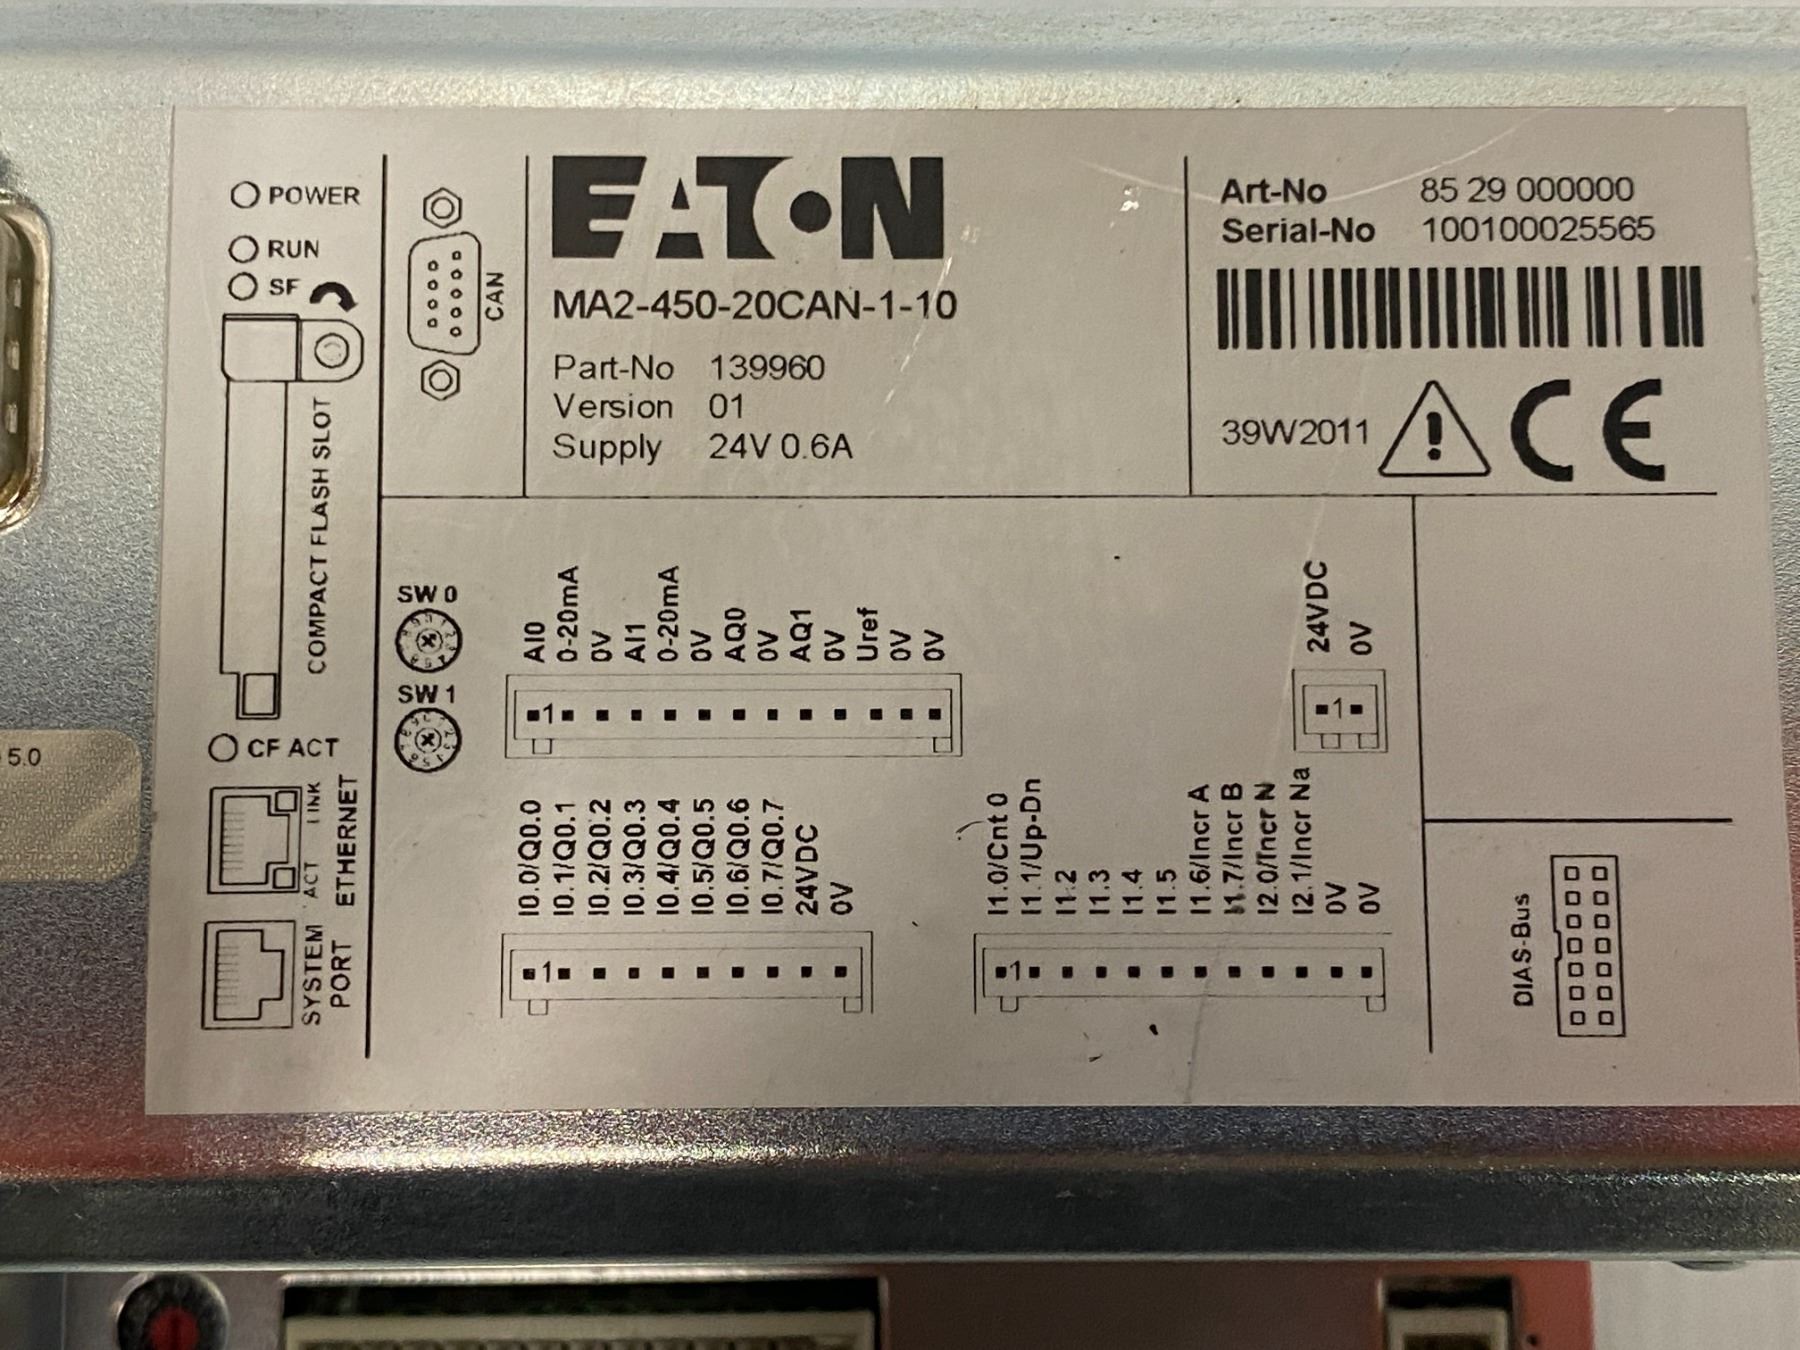 POWER
RUN
SF
COMPACT FLASH SLOT
CF ACT
ACT LINK
ETHERNET
SYSTEM
PORT
CAN
EATON
MA2-450-20CAN-1-10
Part-No 139960
Version 01
Supply 24V 0.6A
Art-No 85 29 000000
Serial-No 100100025565
39W2011 CE
SW 0
SW 1
AI0
0-20mA
0V
AI1
0-20mA
0V
AQ0
0V
AQ1
0V
Uref
0V
0V
1
24VDC
0V
1
I0.0/Q0.0
I0.1/Q0.1
I0.2/Q0.2
I0.3/Q0.3
I0.4/Q0.4
I0.5/Q0.5
I0.6/Q0.6
I0.7/Q0.7
24VDC
0V
1
I1.0/Cnt 0
I1.1/Up-Dn
I1.2
I1.3
I1.4
I1.5
I1.6/Incr A
I1.7/Incr B
I2.0/Incr N
I2.1/Incr Na
0V
0V
1
DIAS-Bus
5.0